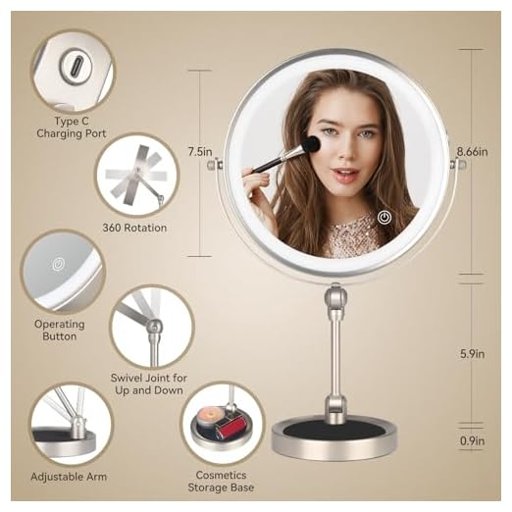 Type C
Charging Port
7.5in
8.66in
360 Rotation
Operating
Button
Swivel Joint for
Up and Down
5.9in
Adjustable Arm
Cosmetics
Storage Base
0.9in